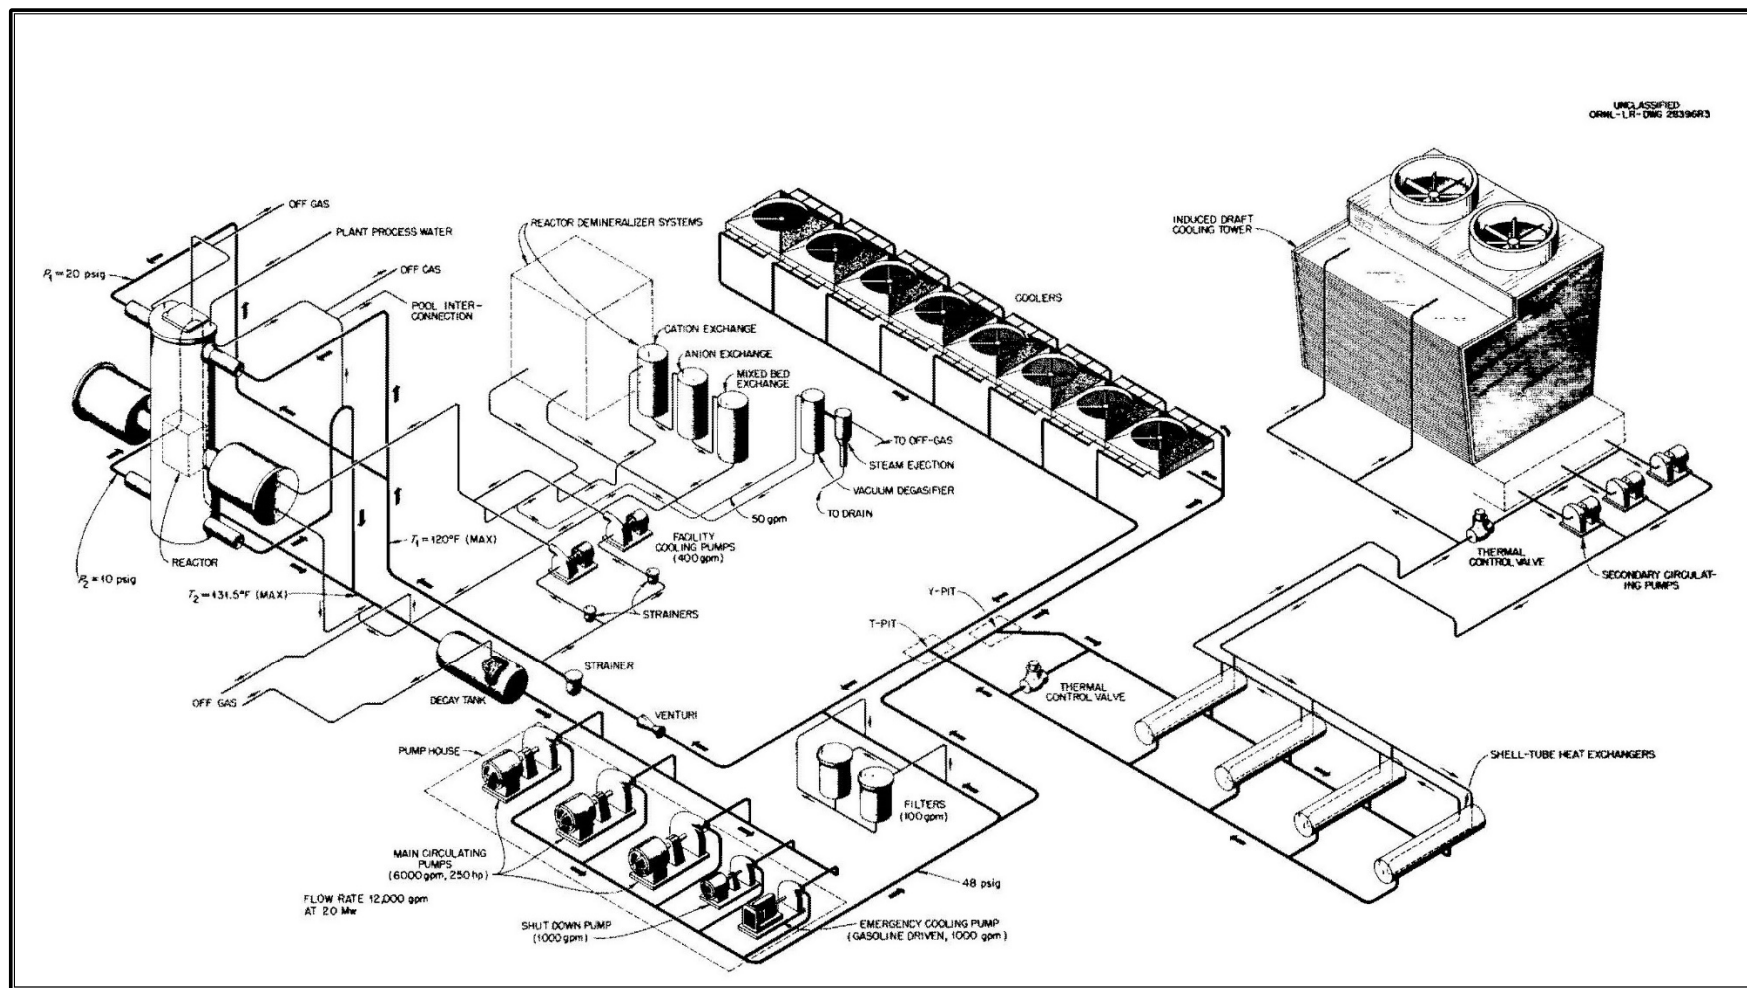 UNCLASSIFIED
ORNL-LR-DWG 28396R3
OFF GAS
PLANT PROCESS WATER
P₁ = 20 psig
OFF GAS
POOL INTER-
CONNECTION
REACTOR DEMINERALIZER SYSTEMS
CATION EXCHANGE
ANION EXCHANGE
MIXED BED
EXCHANGE
COOLERS
INDUCED DRAFT
COOLING TOWER
TO OFF-GAS
STEAM EJECTION
VACUUM DEGASIFIER
TO DRAIN
50 gpm
FACILITY
COOLING PUMPS
(400 gpm)
T₁ = 120°F (MAX)
REACTOR
P₂ = 10 psig
T₂ = 131.5°F (MAX)
STRAINERS
THERMAL
CONTROL VALVE
SECONDARY CIRCULAT-
ING PUMPS
Y-PIT
T-PIT
STRAINER
DECAY TANK
OFF GAS
VENTURI
THERMAL
CONTROL VALVE
PUMP HOUSE
SHELL-TUBE HEAT EXCHANGERS
FILTERS
(100 gpm)
MAIN CIRCULATING
PUMPS
(6000 gpm, 250 hp)
48 psig
FLOW RATE 12,000 gpm
AT 20 Mw
SHUT DOWN PUMP
(1000 gpm)
EMERGENCY COOLING PUMP
(GASOLINE DRIVEN, 1000 gpm)